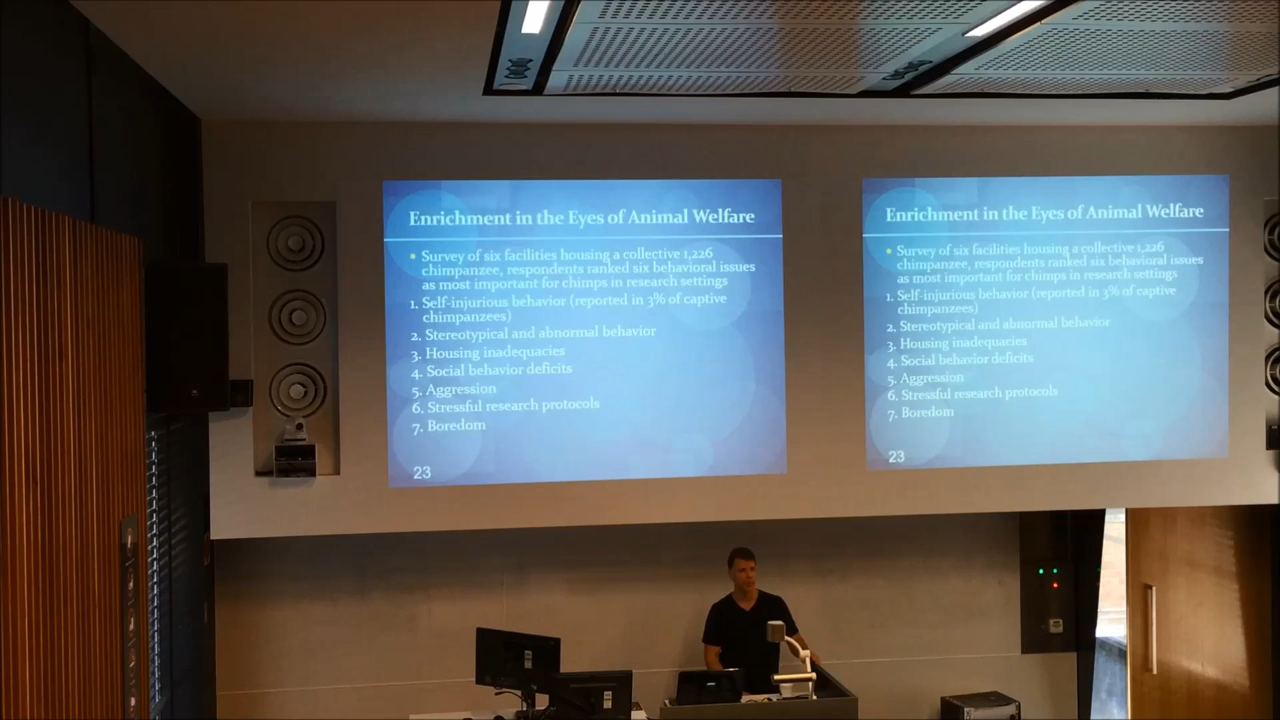 Enrichment in the Eyes of Animal Welfare
• Survey of six facilities housing a collective 1,226
chimpanzee, respondents ranked six behavioral issues
as most important for chimps in research settings
1. Self-injurious behavior (reported in 3% of captive
chimpanzees)
2. Stereotypical and abnormal behavior
3. Housing inadequacies
4. Social behavior deficits
5. Aggression
6. Stressful research protocols
7. Boredom
23
Enrichment in the Eyes of Animal Welfare
• Survey of six facilities housing a collective 1,226
chimpanzee, respondents ranked six behavioral issues
as most important for chimps in research settings
1. Self-injurious behavior (reported in 3% of captive
chimpanzees)
2. Stereotypical and abnormal behavior
3. Housing inadequacies
4. Social behavior deficits
5. Aggression
6. Stressful research protocols
7. Boredom
23